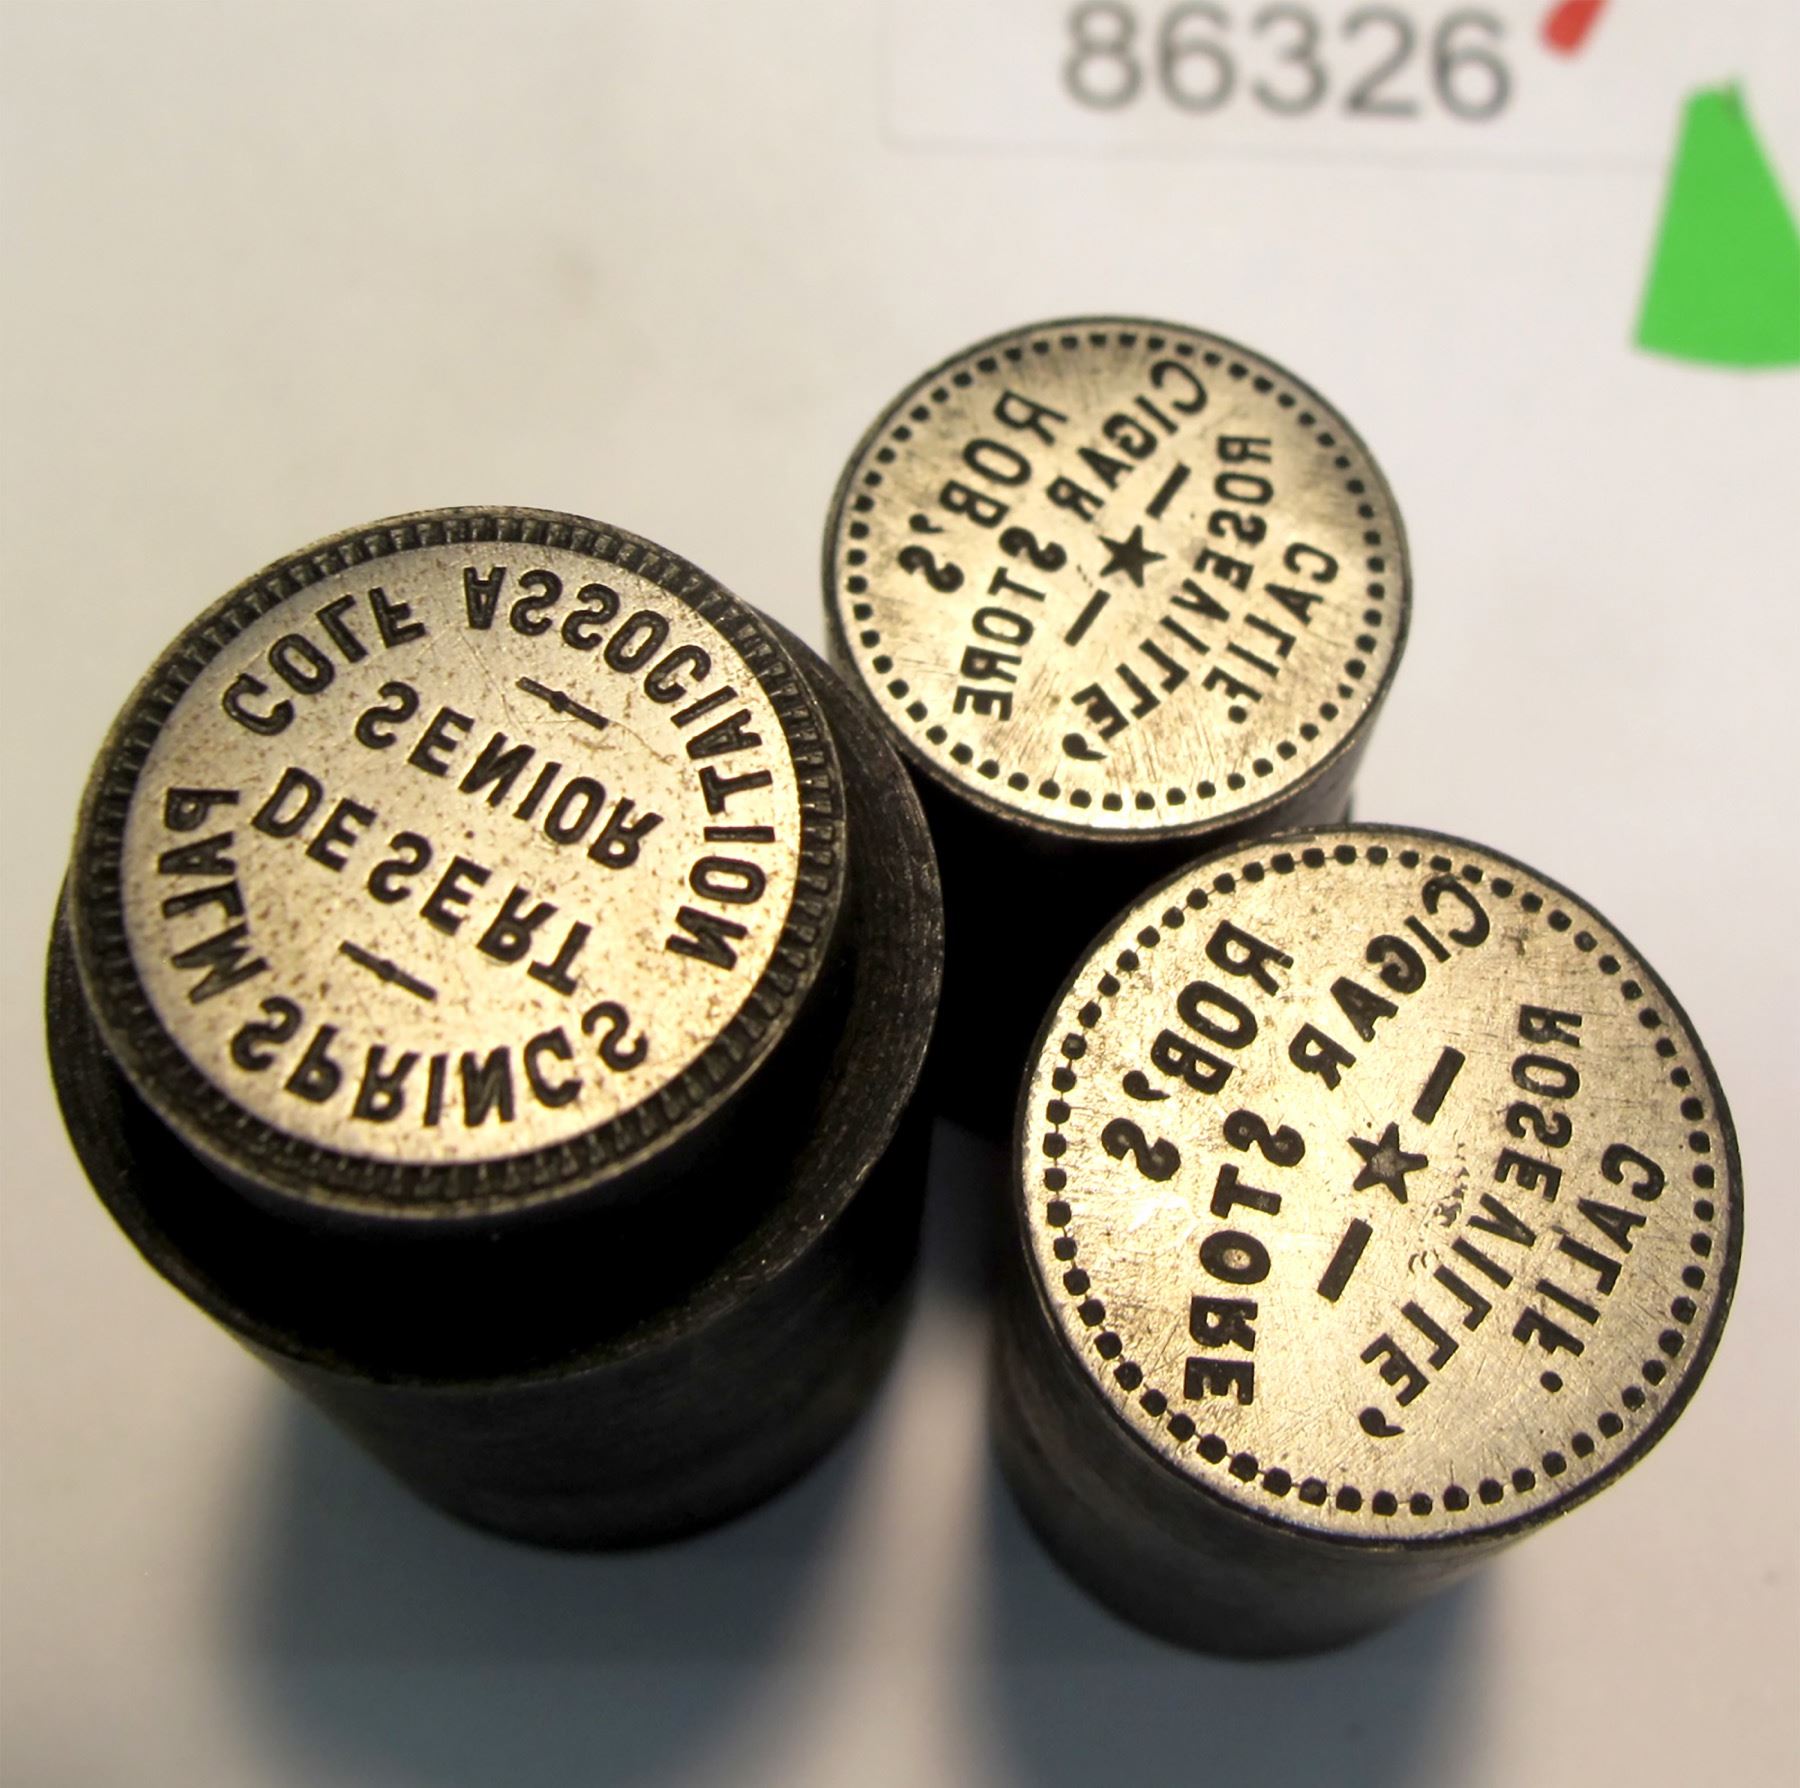 86326
PALM SPRINGS
DESERT
SENIOR
GOLF ASSOCIATION
ROB'S
CIGAR STORE
ROSEVILLE,
CALIF.
ROB'S
CIGAR STORE
ROSEVILLE,
CALIF.